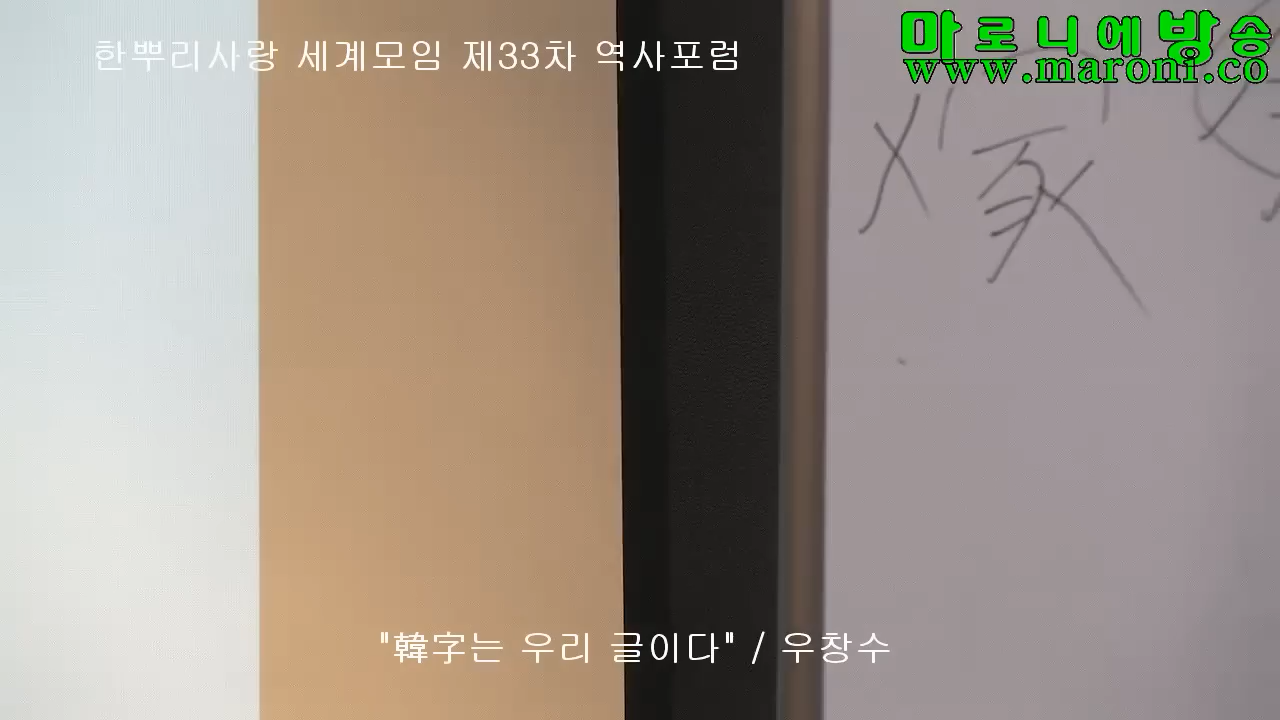 한뿌리사랑 세계모임 제33차 역사포럼
마로니에방송
www.maroni.co
"韓字는 우리 글이다" / 우창수